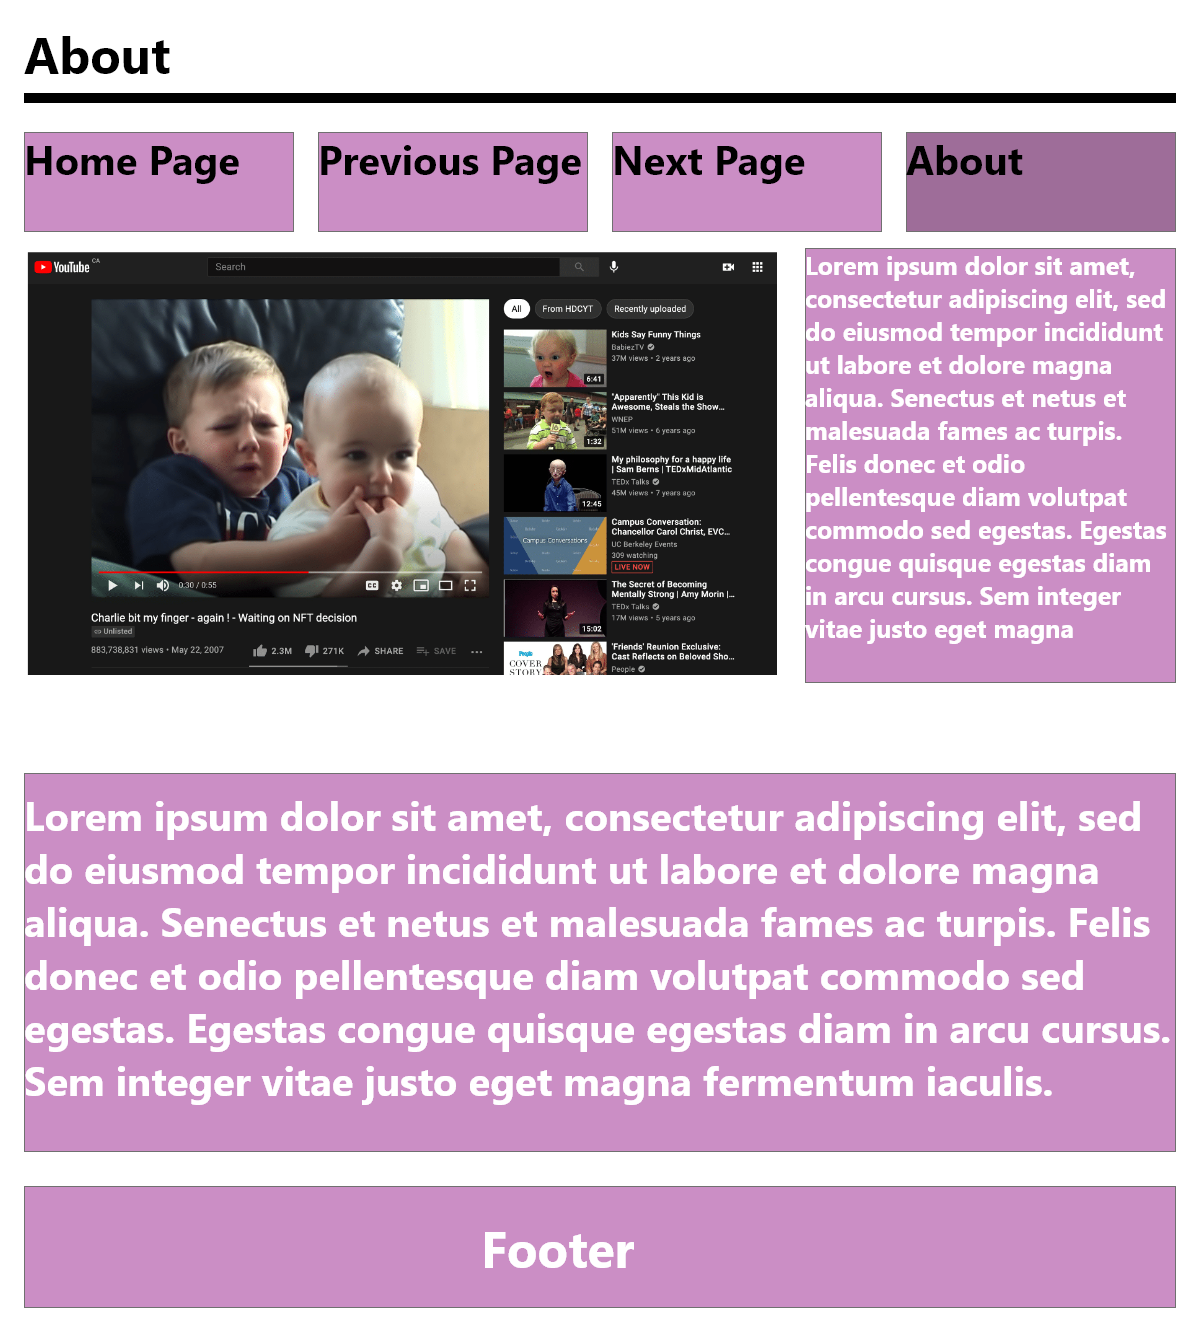 About
Home Page
Previous Page
Next Page
About
YouTube CA
Search
0:30 / 0:55
Charlie bit my finger - again ! - Waiting on NFT decision
Unlisted
883,738,831 views • May 22, 2007
2.3M
271K
SHARE
SAVE
All
From HDCYT
Recently uploaded
6:41
Kids Say Funny Things
BabiezTV
37M views • 2 years ago
1:32
"Apparently" This Kid is
Awesome, Steals the Show...
WNEP
51M views • 6 years ago
12:45
My philosophy for a happy life
| Sam Berns | TEDxMidAtlantic
TEDx Talks
45M views • 7 years ago
Campus Conversations
Campus Conversation:
Chancellor Carol Christ, EVC...
UC Berkeley Events
309 watching
LIVE NOW
15:02
The Secret of Becoming
Mentally Strong | Amy Morin |...
TEDx Talks
17M views • 5 years ago
People
COVER
STORY
'Friends' Reunion Exclusive:
Cast Reflects on Beloved Sho...
People
Lorem ipsum dolor sit amet,
consectetur adipiscing elit, sed
do eiusmod tempor incididunt
ut labore et dolore magna
aliqua. Senectus et netus et
malesuada fames ac turpis.
Felis donec et odio
pellentesque diam volutpat
commodo sed egestas. Egestas
congue quisque egestas diam
in arcu cursus. Sem integer
vitae justo eget magna
Lorem ipsum dolor sit amet, consectetur adipiscing elit, sed
do eiusmod tempor incididunt ut labore et dolore magna
aliqua. Senectus et netus et malesuada fames ac turpis. Felis
donec et odio pellentesque diam volutpat commodo sed
egestas. Egestas congue quisque egestas diam in arcu cursus.
Sem integer vitae justo eget magna fermentum iaculis.
Footer